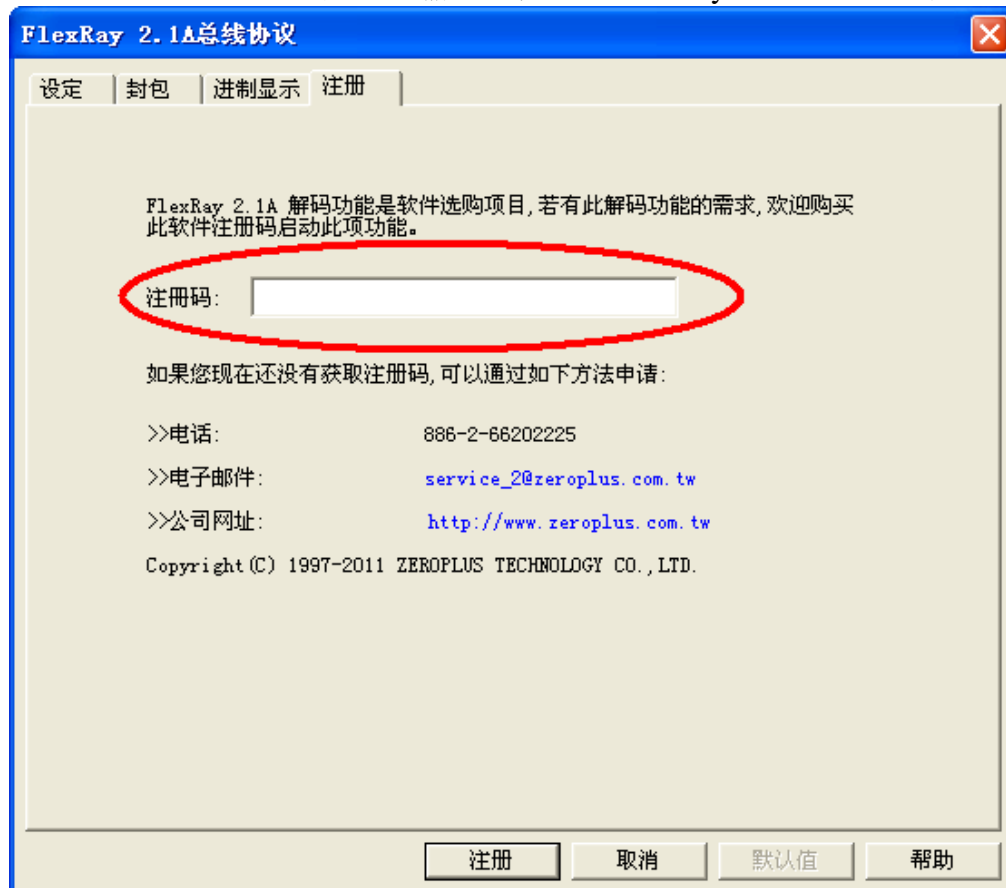 FlexRay 2.1A总线协议
设定 封包 进制显示 注册
FlexRay 2.1A 解码功能是软件选购项目,若有此解码功能的需求,欢迎购买
此软件注册码启动此项功能。
注冊码:
如果您现在还没有获取注册码,可以通过如下方法申请:
>>电话: 886-2-66202225
>>电子邮件: service_2@zeroplus.com.tw
>>公司网址: http://www.zeroplus.com.tw
Copyright(C) 1997-2011 ZEROPLUS TECHNOLOGY CO.,LTD.
注册 取消 默认值 帮助